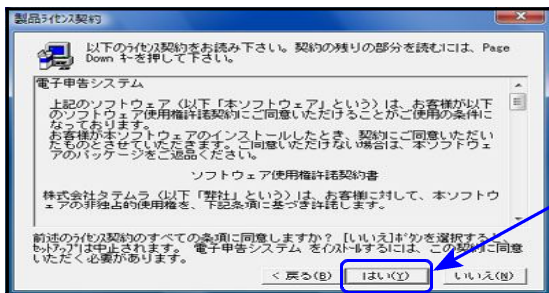 製品ライセンス契約
以下のライセンス契約をお読み下さい。契約の残りの部分を読むには、Page
Down キーを押して下さい。
電子申告システム
上記のソフトウェア（以下「本ソフトウェア」という）は、お客様が以下
のソフトウェア使用権許諾契約にご同意いただけることがご使用の条件に
なっております。
お客様が本ソフトウェアのインストールしたとき、契約にご同意いただい
たものとさせていただきます。ご同意いただけない場合は、本ソフトウェ
アのパッケージをご返品ください。
ソフトウェア使用権許諾契約書
株式会社タテムラ（以下「弊社」という）は、お客様に対して、本ソフトウ
ェアの非独占的使用権を、下記条項に基づき許諾します。
前述のライセンス契約のすべての条項に同意しますか？［いいえ］ボタンを選択すると、
セットアップは中止されます。 電子申告システム をインストールするには、この契約に同意
いただく必要があります。
< 戻る(B)
はい(Y)
いいえ(N)